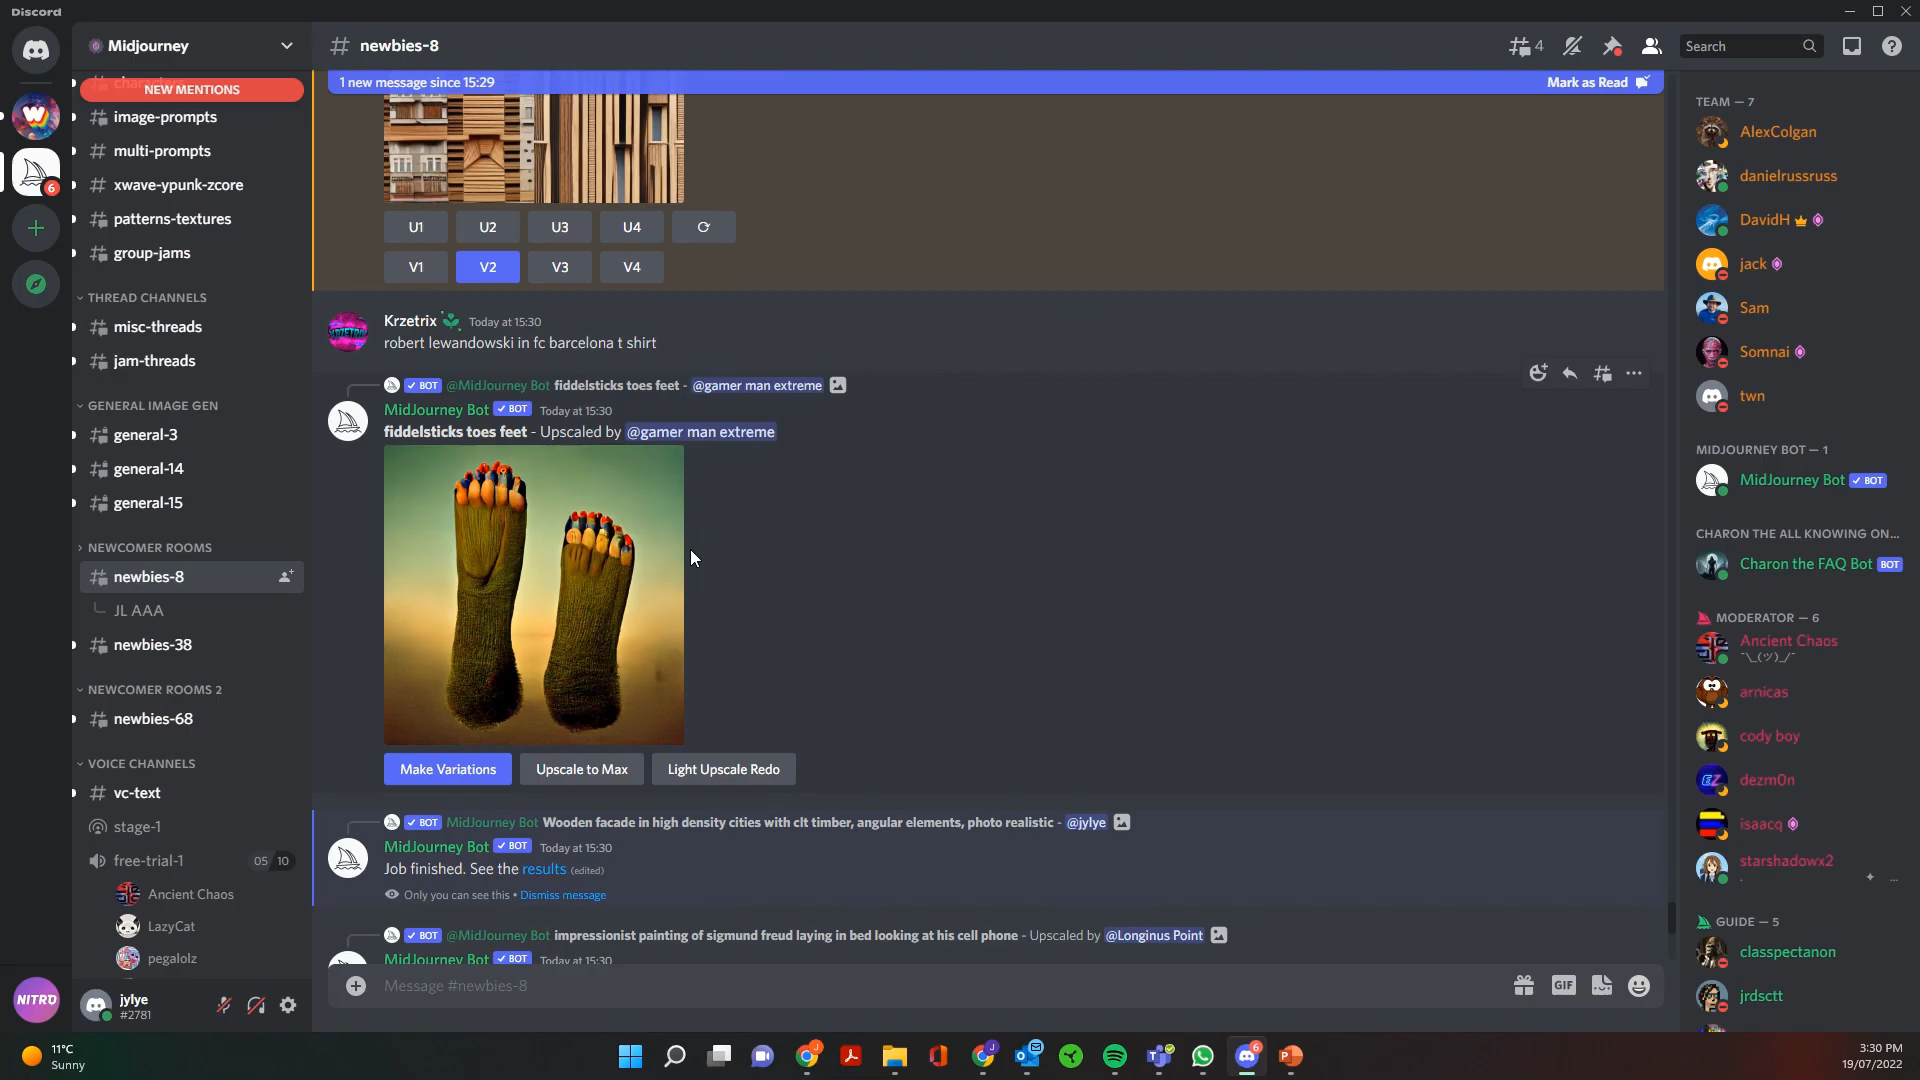 Discord
Midjourney
characters
NEW MENTIONS
image-prompts
multi-prompts
xwave-ypunk-zcore
patterns-textures
group-jams
THREAD CHANNELS
misc-threads
jam-threads
GENERAL IMAGE GEN
general-3
general-14
general-15
NEWCOMER ROOMS
newbies-8
JL AAA
newbies-38
NEWCOMER ROOMS 2
newbies-68
VOICE CHANNELS
vc-text
stage-1
free-trial-1 05 10
Ancient Chaos
LazyCat
pegalolz
6
NITRO
jylye
#2781
# newbies-8
4
Search
1 new message since 15:29
Mark as Read
U1 U2 U3 U4
V1 V2 V3 V4
Krzetrix Today at 15:30
robert lewandowski in fc barcelona t shirt
BOT @MidJourney Bot fiddelsticks toes feet - @gamer man extreme
MidJourney Bot BOT Today at 15:30
fiddelsticks toes feet - Upscaled by @gamer man extreme
Make Variations Upscale to Max Light Upscale Redo
BOT MidJourney Bot Wooden facade in high density cities with clt timber, angular elements, photo realistic - @jylye
MidJourney Bot BOT Today at 15:30
Job finished. See the results (edited)
Only you can see this • Dismiss message
BOT @MidJourney Bot impressionist painting of sigmund freud laying in bed looking at his cell phone - Upscaled by @Longinus Point
MidJourney Bot BOT Today at 15:30
Message #newbies-8
GIF
TEAM — 7
AlexColgan
danielrussruss
DavidH
jack
Sam
Somnai
twn
MIDJOURNEY BOT — 1
MidJourney Bot BOT
CHARON THE ALL KNOWING ON...
Charon the FAQ Bot BOT
MODERATOR — 6
Ancient Chaos
¯\_(ツ)_/¯
arnicas
cody boy
dezm0n
isaacq
starshadowx2
GUIDE — 5
classpectanon
jrdsctt
11°C
Sunny
6
3:30 PM
19/07/2022